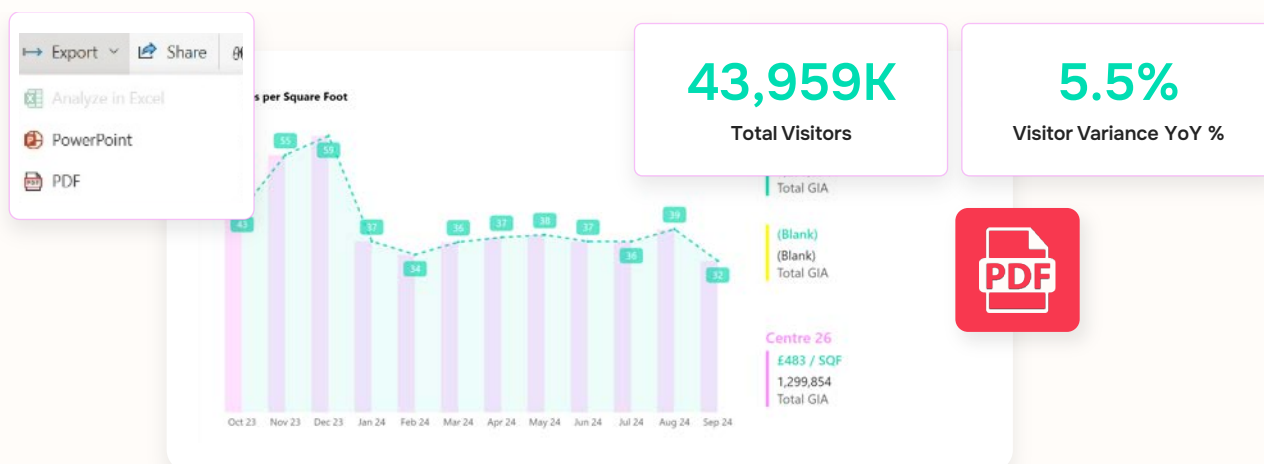 Export
Share
Analyze in Excel
PowerPoint
PDF
per Square Foot
43,959K
Total Visitors
5.5%
Visitor Variance YoY %
55
59
43
37
34
36
37
38
37
36
39
32
Oct 23 Nov 23 Dec 23 Jan 24 Feb 24 Mar 24 Apr 24 May 24 Jun 24 Jul 24 Aug 24 Sep 24
Total GIA
(Blank)
(Blank)
Total GIA
Centre 26
£483 / SQF
1,299,854
Total GIA
PDF